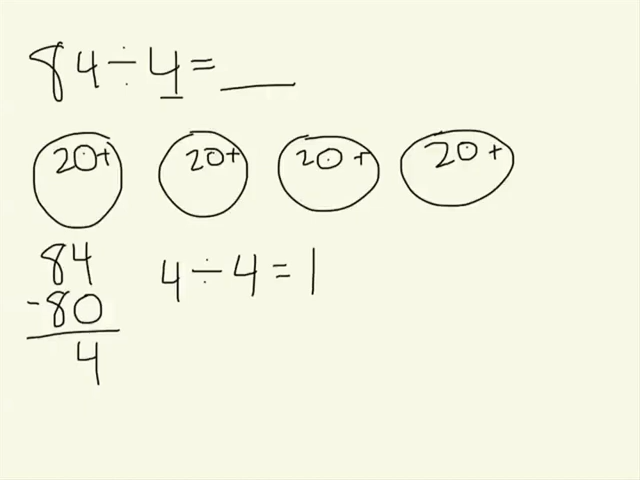 84 ÷ 4 = ___
20+ 20+ 20+ 20+
84
-80
4
4 ÷ 4 = 1